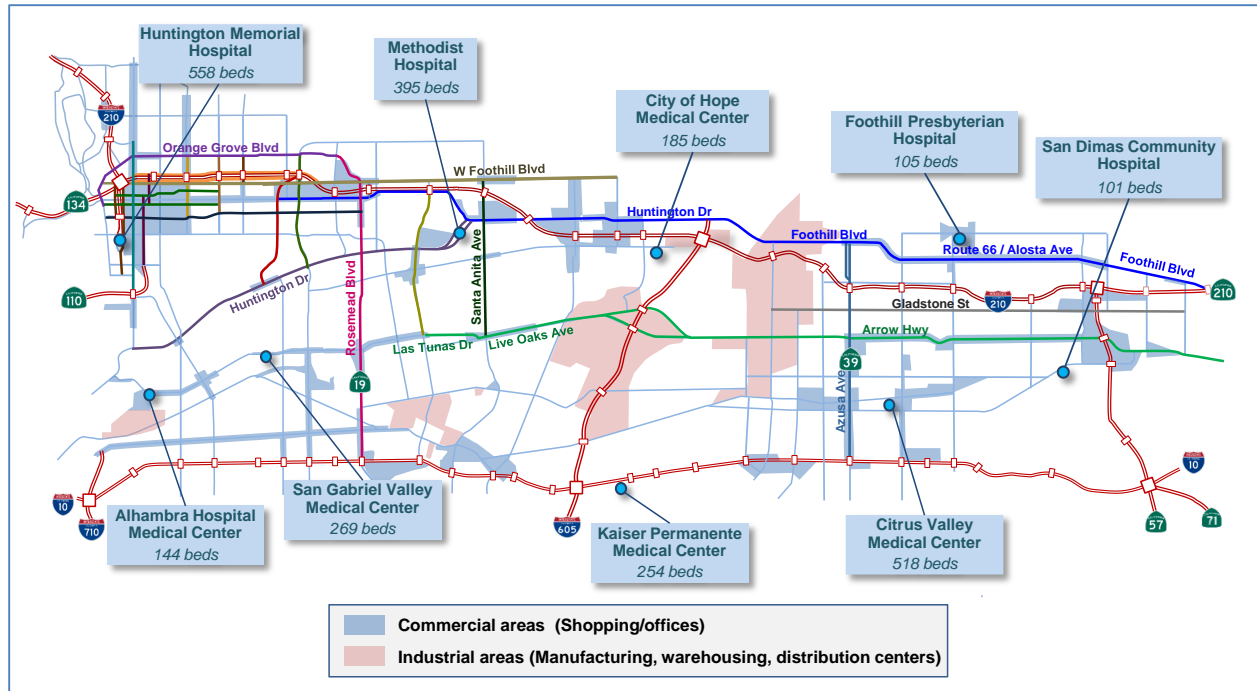 Huntington Memorial
Hospital
558 beds
Methodist
Hospital
395 beds
City of Hope
Medical Center
185 beds
Foothill Presbyterian
Hospital
105 beds
San Dimas Community
Hospital
101 beds
210
Orange Grove Blvd
W Foothill Blvd
134
Huntington Dr
Foothill Blvd
Route 66 / Alosta Ave
Foothill Blvd
110
Huntington Dr
Rosemead Blvd
Santa Anita Ave
210
Gladstone St
210
Las Tunas Dr
Live Oaks Ave
Arrow Hwy
19
39
Azusa Ave
10
710
605
10
57
71
Alhambra Hospital
Medical Center
144 beds
San Gabriel Valley
Medical Center
269 beds
Kaiser Permanente
Medical Center
254 beds
Citrus Valley
Medical Center
518 beds
Commercial areas (Shopping/offices)
Industrial areas (Manufacturing, warehousing, distribution centers)